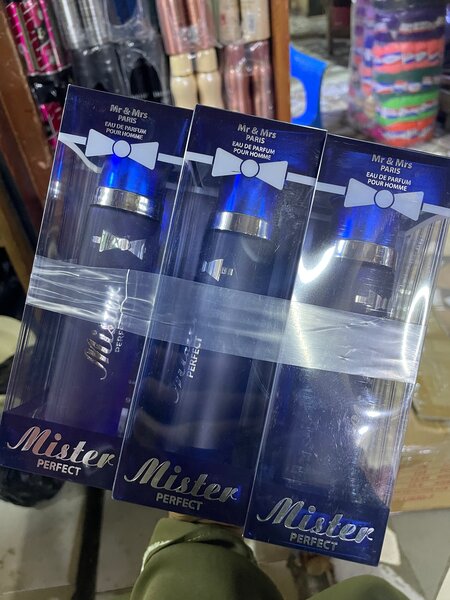 Mr & Mrs
PARIS
EAU DE PARFUM
POUR HOMME
Mister
PERFECT
Mr & Mrs
PARIS
EAU DE PARFUM
POUR HOMME
PERFECT
Mister
PERFECT
Mr & Mrs
PARIS
EAU DE PARFUM
POUR HOMME
Mister
PERFECT